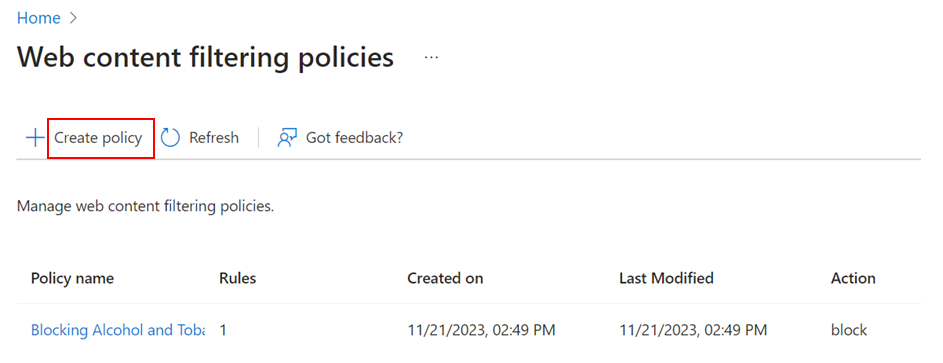 Home
Web content filtering policies ...
Create policy Refresh Got feedback?
Manage web content filtering policies.
Policy name Rules Created on Last Modified Action
Blocking Alcohol and Toba 1 11/21/2023, 02:49 PM 11/21/2023, 02:49 PM block